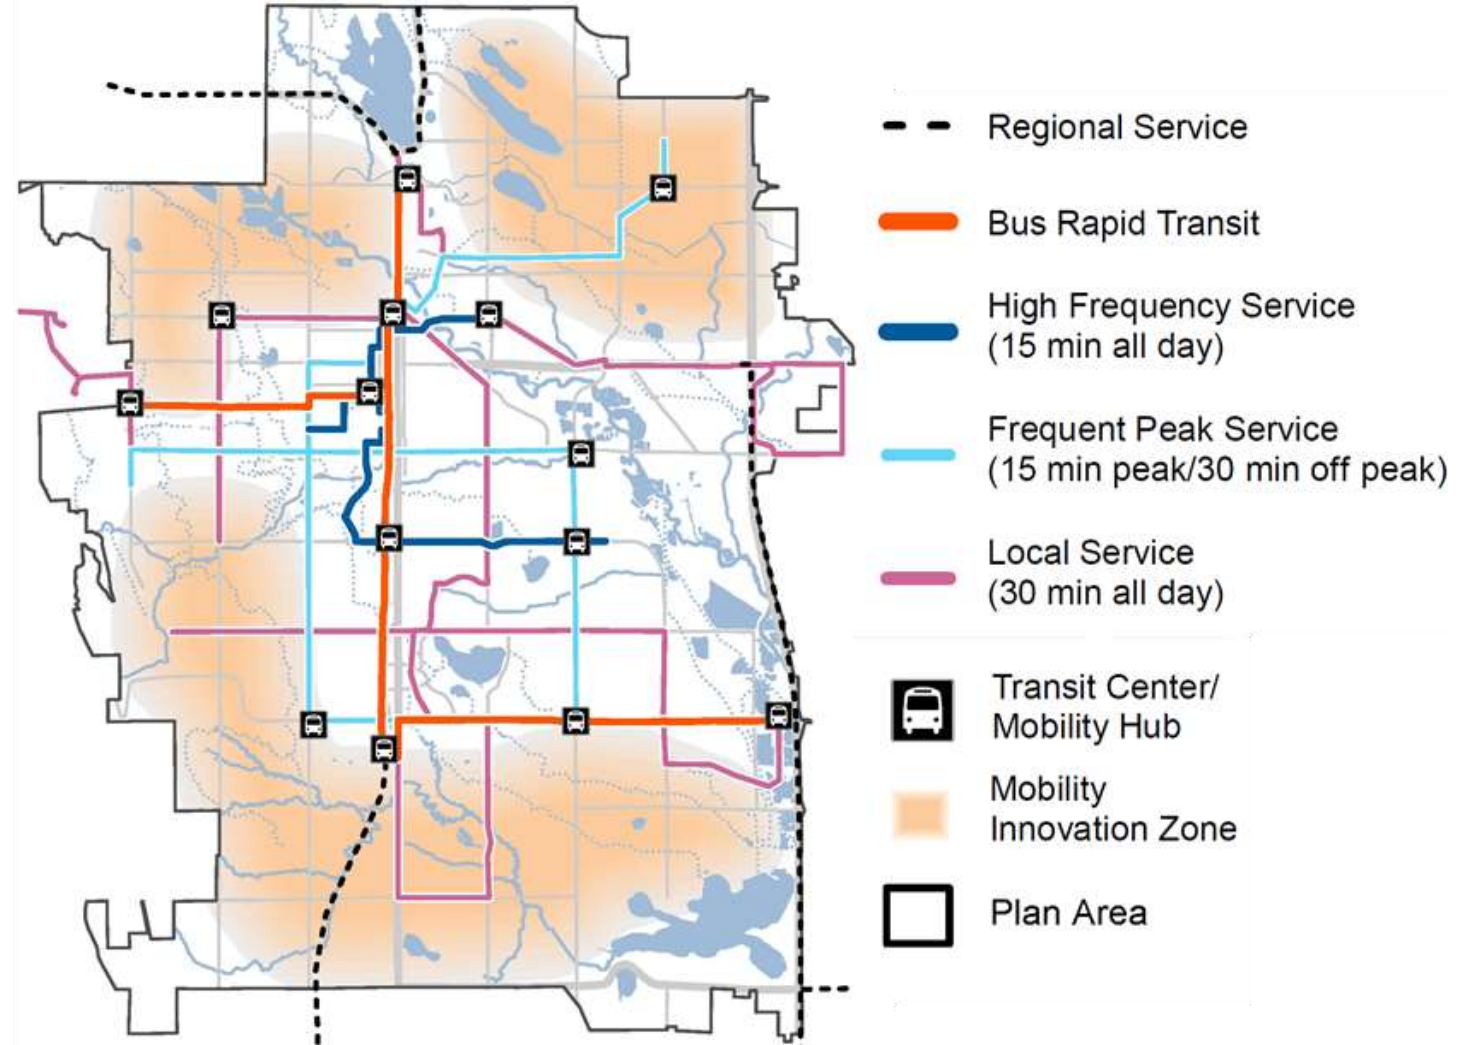 Regional Service
Bus Rapid Transit
High Frequency Service
(15 min all day)
Frequent Peak Service
(15 min peak/30 min off peak)
Local Service
(30 min all day)
Transit Center/
Mobility Hub
Mobility
Innovation Zone
Plan Area